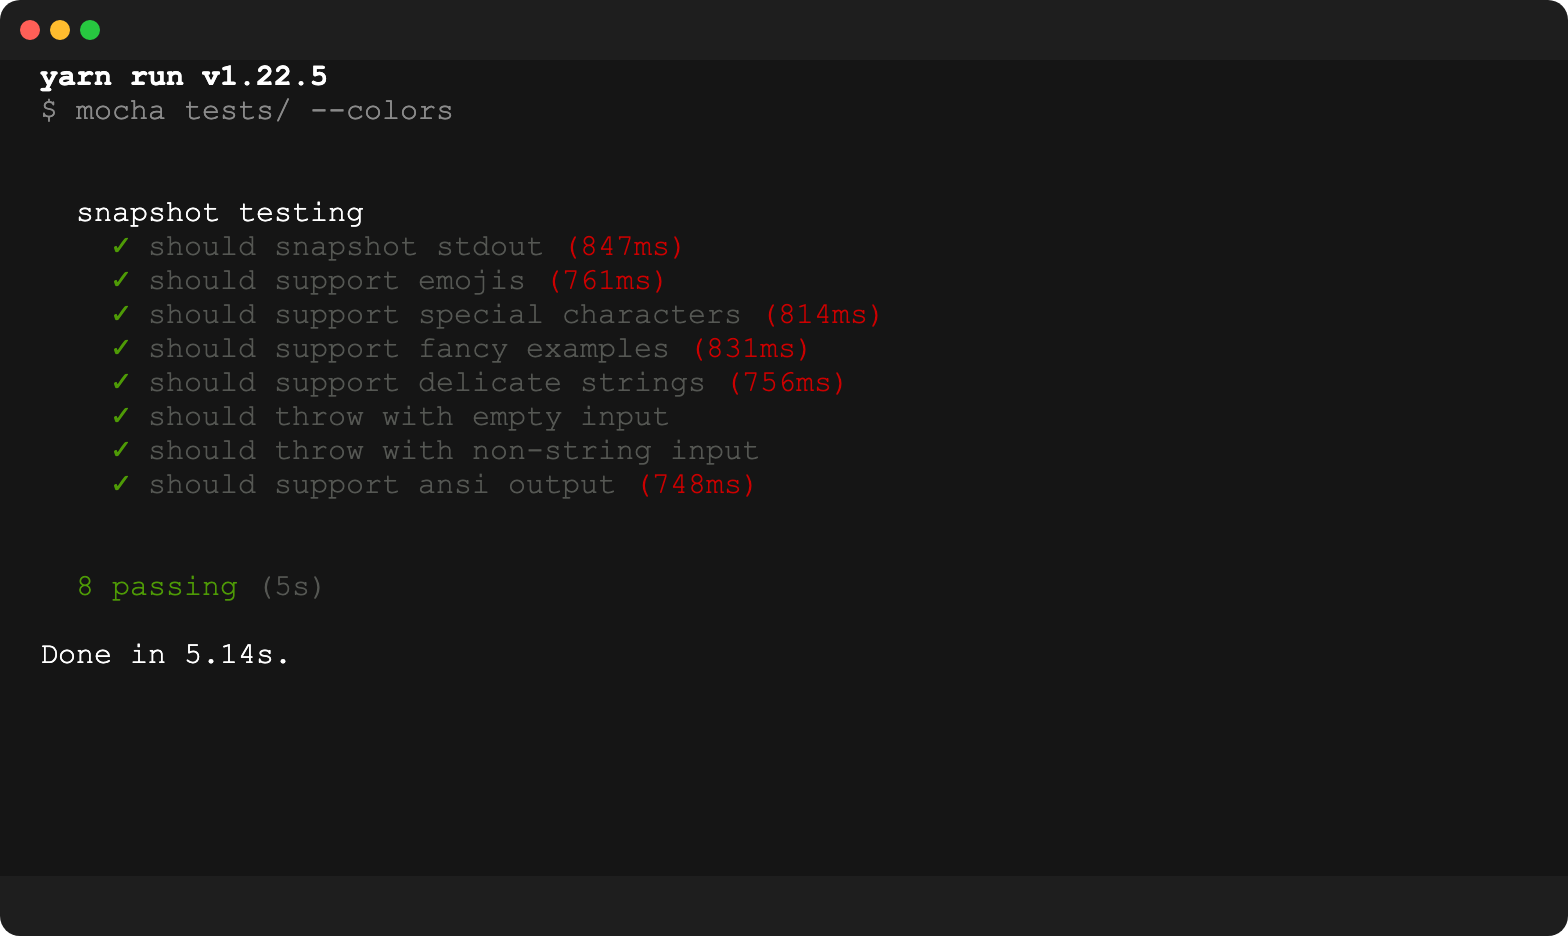 yarn run v1.22.5
$ mocha tests/ --colors
snapshot testing
✓ should snapshot stdout (847ms)
✓ should support emojis (761ms)
✓ should support special characters (814ms)
✓ should support fancy examples (831ms)
✓ should support delicate strings (756ms)
✓ should throw with empty input
✓ should throw with non-string input
✓ should support ansi output (748ms)
8 passing (5s)
Done in 5.14s.